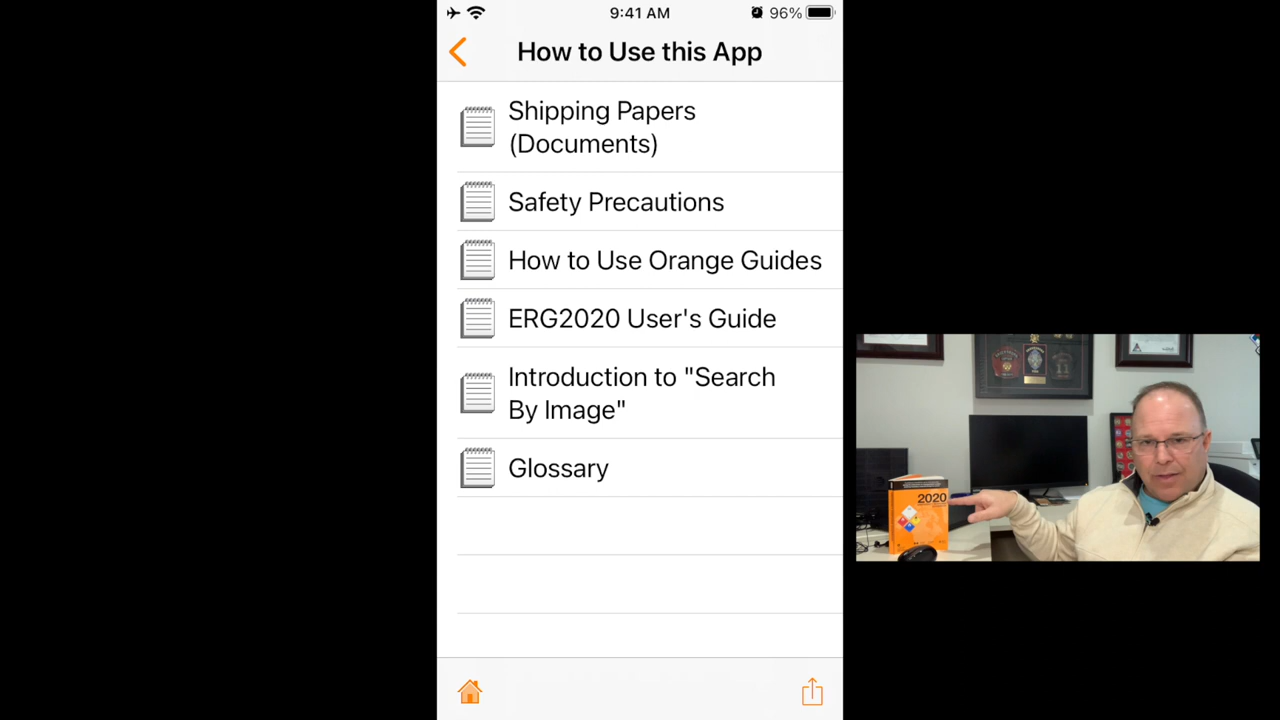 9:41 AM
96%
How to Use this App
Shipping Papers
(Documents)
Safety Precautions
How to Use Orange Guides
ERG2020 User's Guide
Introduction to "Search
By Image"
Glossary
2020